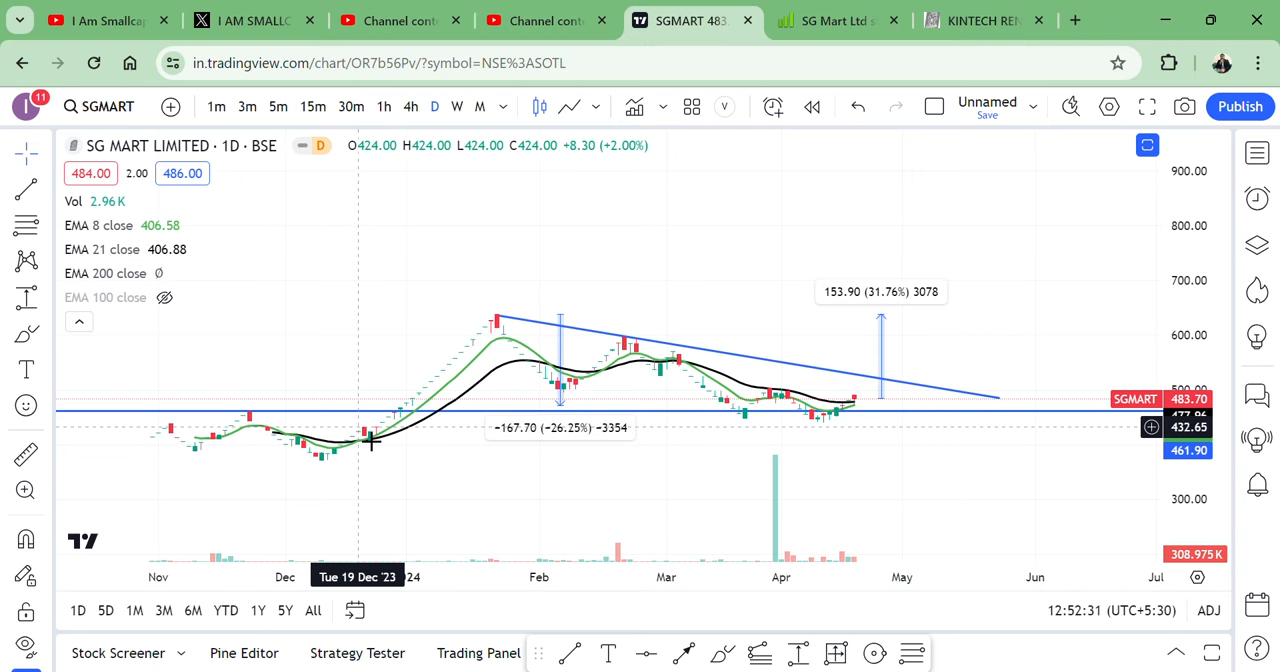 I Am Smallca
I AM SMALLC
Channel cont
Channel cont
SGMART 483.
SG Mart Ltd s
KINTECH REN
in.tradingview.com/chart/OR7b56Pv/?symbol=NSE%3ASOTL
I
11
SGMART
1m 3m 5m 15m 30m 1h 4h D W M
V
Unnamed
Save
Publish
SG MART LIMITED · 1D · BSE
D
O424.00 H424.00 L424.00 C424.00 +8.30 (+2.00%)
484.00 2.00 486.00
Vol 2.96 K
EMA 8 close 406.58
EMA 21 close 406.88
EMA 200 close Ø
EMA 100 close
900.00
800.00
700.00
153.90 (31.76%) 3078
600.00
500.00
SGMART 483.70
477.96
−167.70 (−26.25%) −3354
432.65
461.90
300.00
308.975 K
Nov Dec Tue 19 Dec '23 24 Feb Mar Apr May Jun Jul
1D 5D 1M 3M 6M YTD 1Y 5Y All
12:52:31 (UTC+5:30) ADJ
Stock Screener Pine Editor Strategy Tester Trading Panel
T